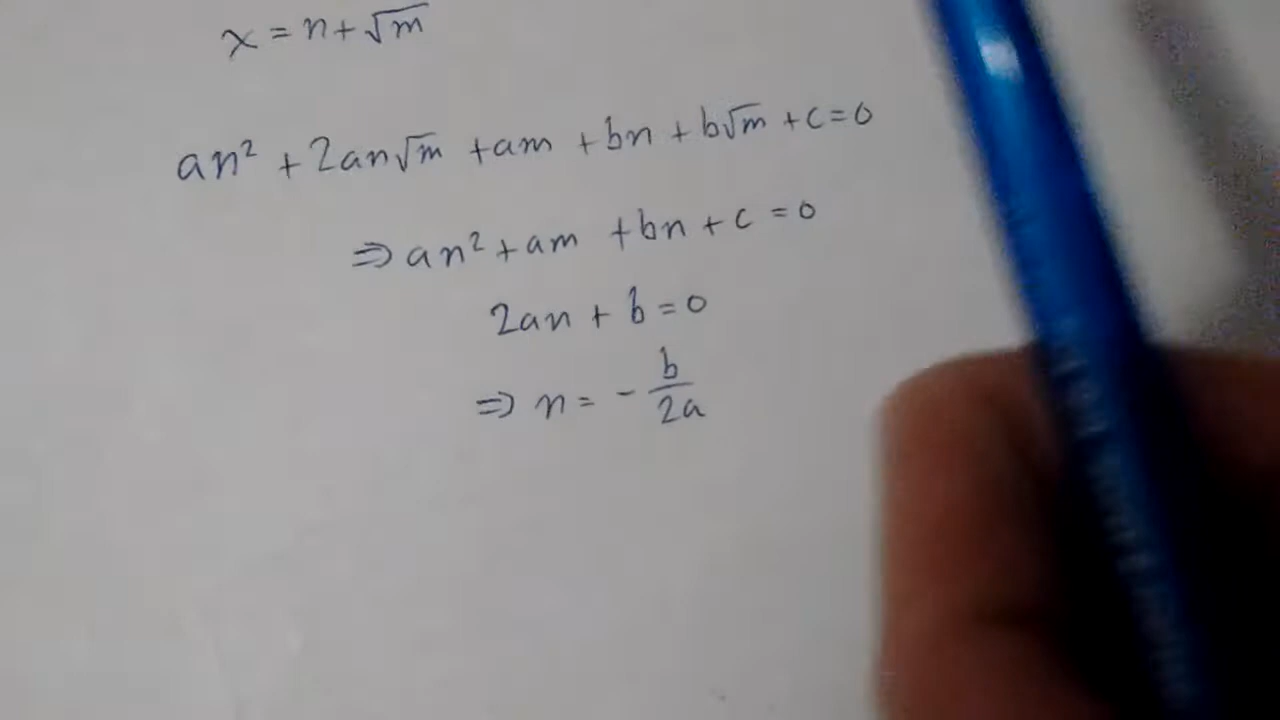 x = n + √m
an² + 2an√m + am + bn + b√m + c = 0
⇒ an² + am + bn + c = 0
2an + b = 0
⇒ n = - b/2a